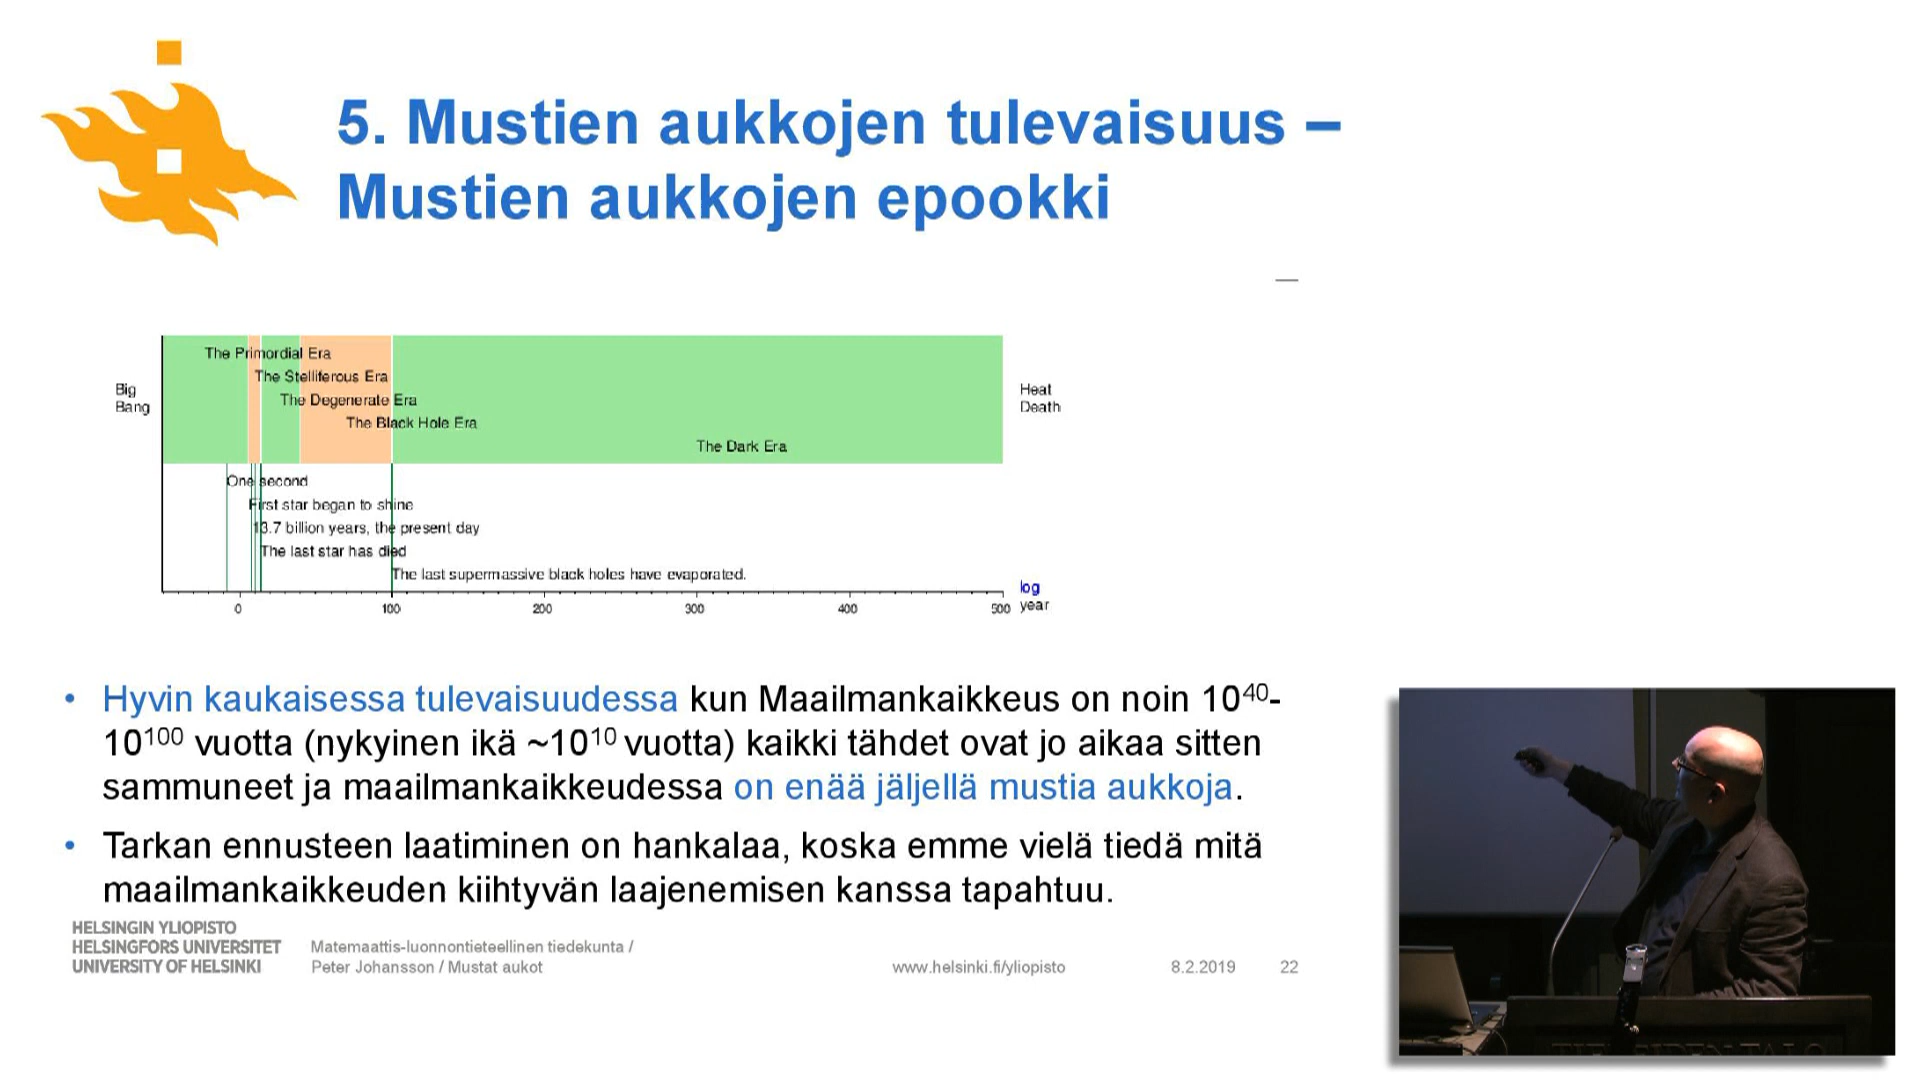 5. Mustien aukkojen tulevaisuus –
Mustien aukkojen epookki
The Primordial Era
The Stelliferous Era
The Degenerate Era
The Black Hole Era
The Dark Era
Big
Bang
Heat
Death
One second
First star began to shine
13.7 billion years, the present day
The last star has died
The last supermassive black holes have evaporated.
0 100 200 300 400 500
log
year
• Hyvin kaukaisessa tulevaisuudessa kun Maailmankaikkeus on noin 10⁴⁰-
10¹⁰⁰ vuotta (nykyinen ikä ~10¹⁰ vuotta) kaikki tähdet ovat jo aikaa sitten
sammuneet ja maailmankaikkeudessa on enää jäljellä mustia aukkoja.
• Tarkan ennusteen laatiminen on hankalaa, koska emme vielä tiedä mitä
maailmankaikkeuden kiihtyvän laajenemisen kanssa tapahtuu.
HELSINGIN YLIOPISTO
HELSINGFORS UNIVERSITET
UNIVERSITY OF HELSINKI
Matemaattis-luonnontieteellinen tiedekunta /
Peter Johansson / Mustat aukot
www.helsinki.fi/yliopisto
8.2.2019
22